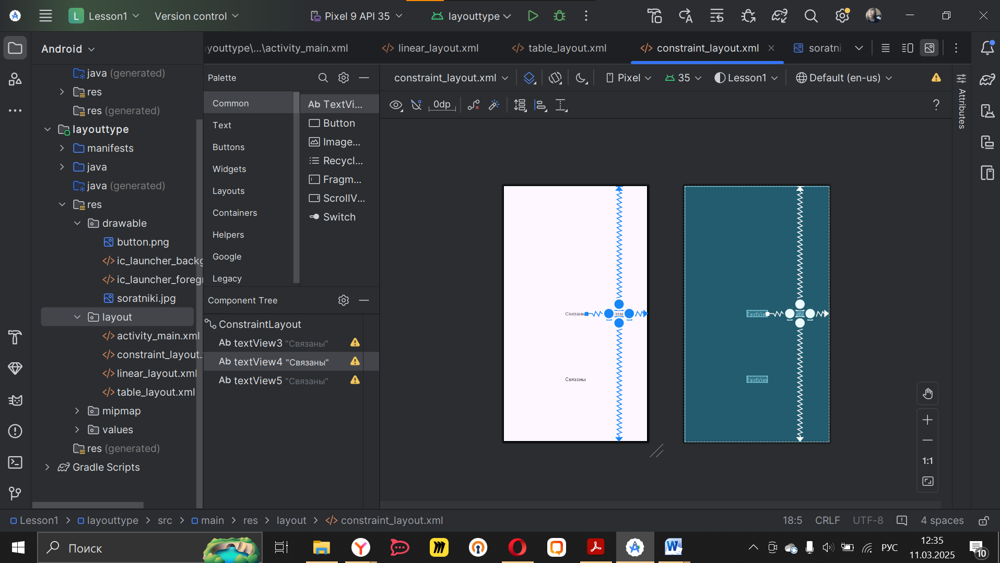 L Lesson1
Version control
Pixel 9 API 35
layouttype
Android
youttype\...\activity_main.xml
linear_layout.xml
table_layout.xml
constraint_layout.xml
soratni
java (generated)
res
res (generated)
layouttype
manifests
java
java (generated)
res
drawable
button.png
ic_launcher_backg
ic_launcher_foregr
soratniki.jpg
layout
activity_main.xml
constraint_layout.
linear_layout.xml
table_layout.xml
mipmap
values
res (generated)
Gradle Scripts
Palette
Common
Text
Buttons
Widgets
Layouts
Containers
Helpers
Google
Legacy
Ab TextVi...
Button
Image...
Recycl...
Fragm...
ScrollV...
Switch
Component Tree
ConstraintLayout
Ab textView3 "Связаны"
Ab textView4 "Связаны"
Ab textView5 "Связаны"
constraint_layout.xml
Pixel
35
Lesson1
Default (en-us)
0dp
?
Attributes
Связаны
Связаны
TextView
TextView
1:1
Lesson1 > layouttype > src > main > res > layout > constraint_layout.xml
18:5 CRLF UTF-8 4 spaces
Поиск
РУС
12:35
11.03.2025
10